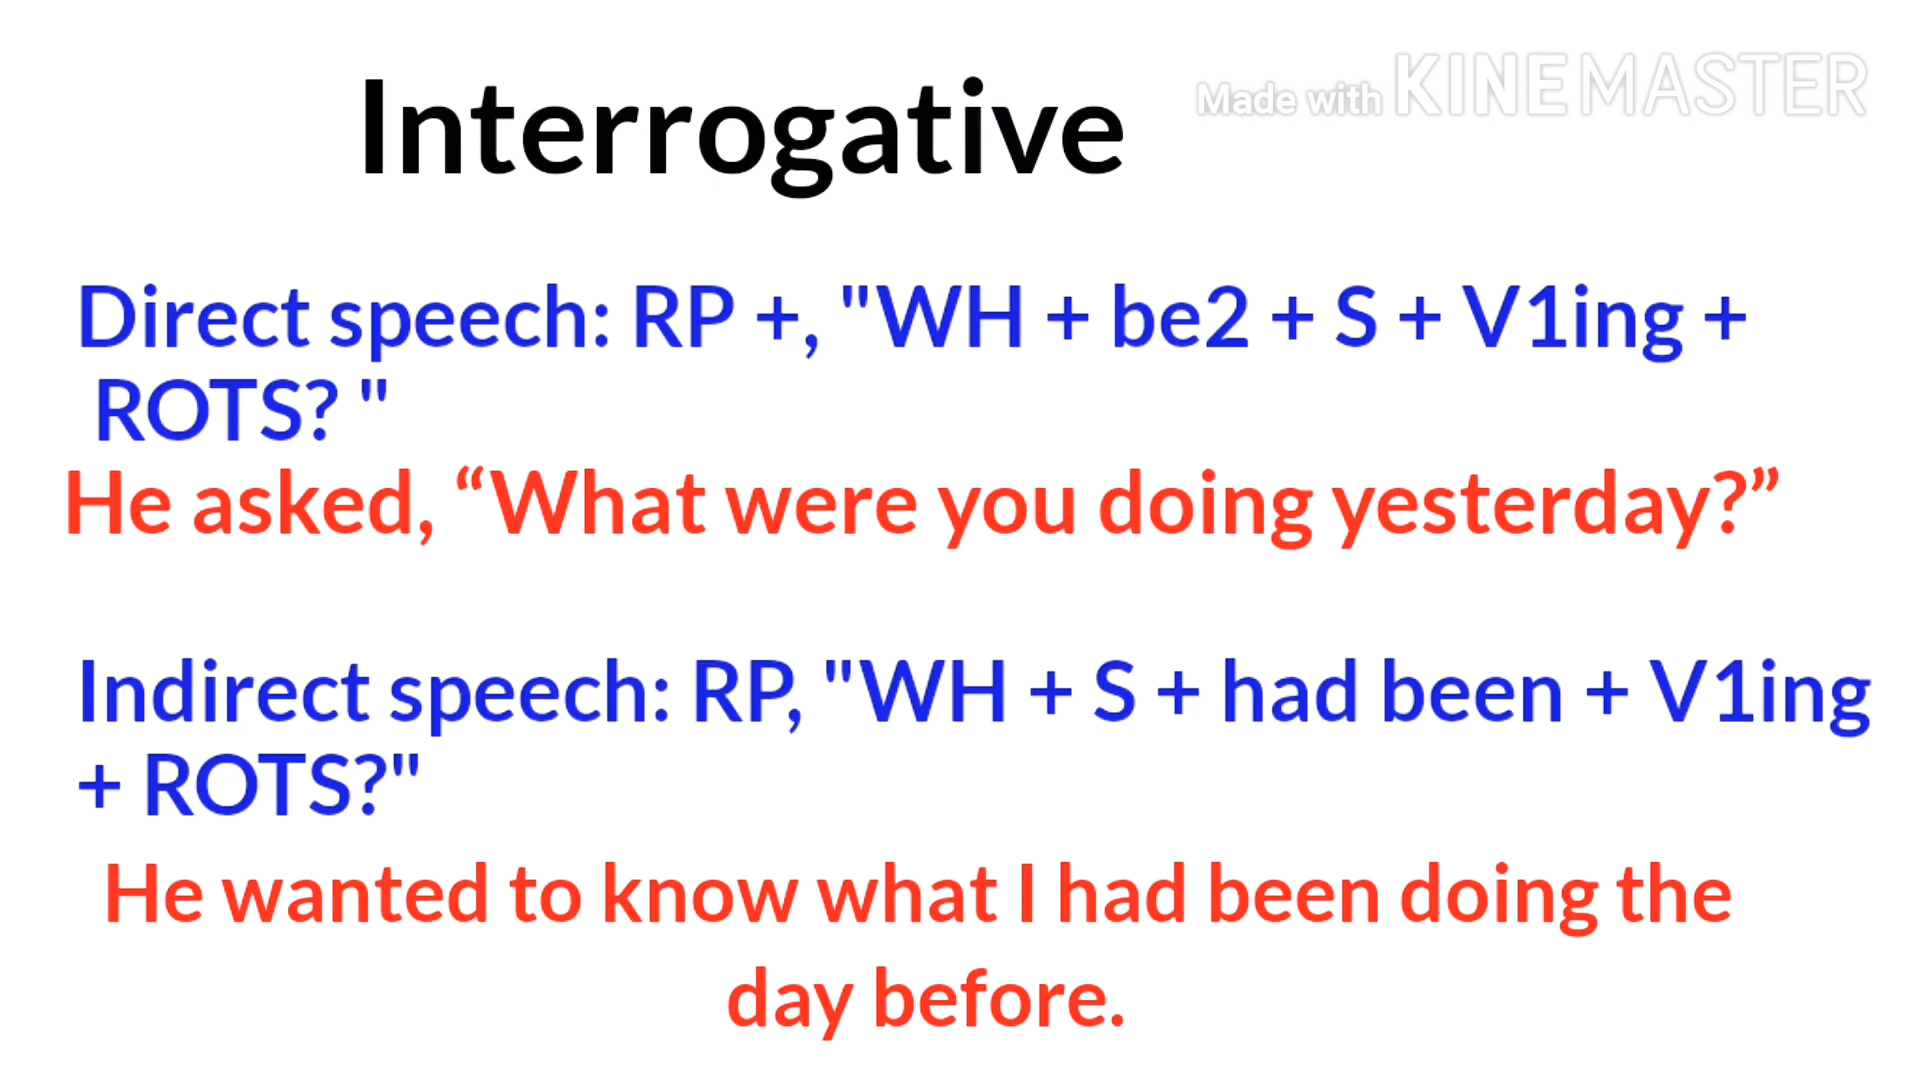 Interrogative
Made with KINEMASTER
Direct speech: RP +, "WH + be2 + S + V1ing +
ROTS? "
He asked, “What were you doing yesterday?”
Indirect speech: RP, "WH + S + had been + V1ing
+ ROTS?"
He wanted to know what I had been doing the
day before.